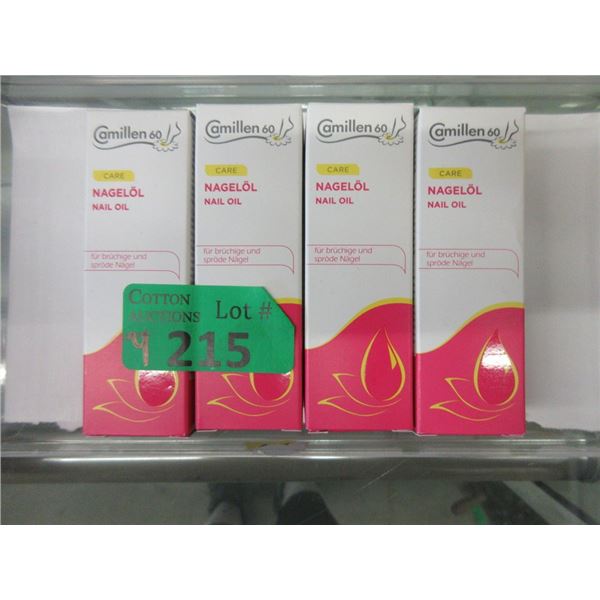 Camillen 60
CARE
NAGELÖL
NAIL OIL
für brüchige und
spröde Nägel
Camillen 60
CARE
NAGELÖL
NAIL OIL
für brüchige und
spröde Nägel
Camillen 60
CARE
NAGELÖL
NAIL OIL
für brüchige und
spröde Nägel
Camillen 60
CARE
NAGELÖL
NAIL OIL
für brüchige und
spröde Nägel
COTTON
AUCTIONS
Lot #
4 215